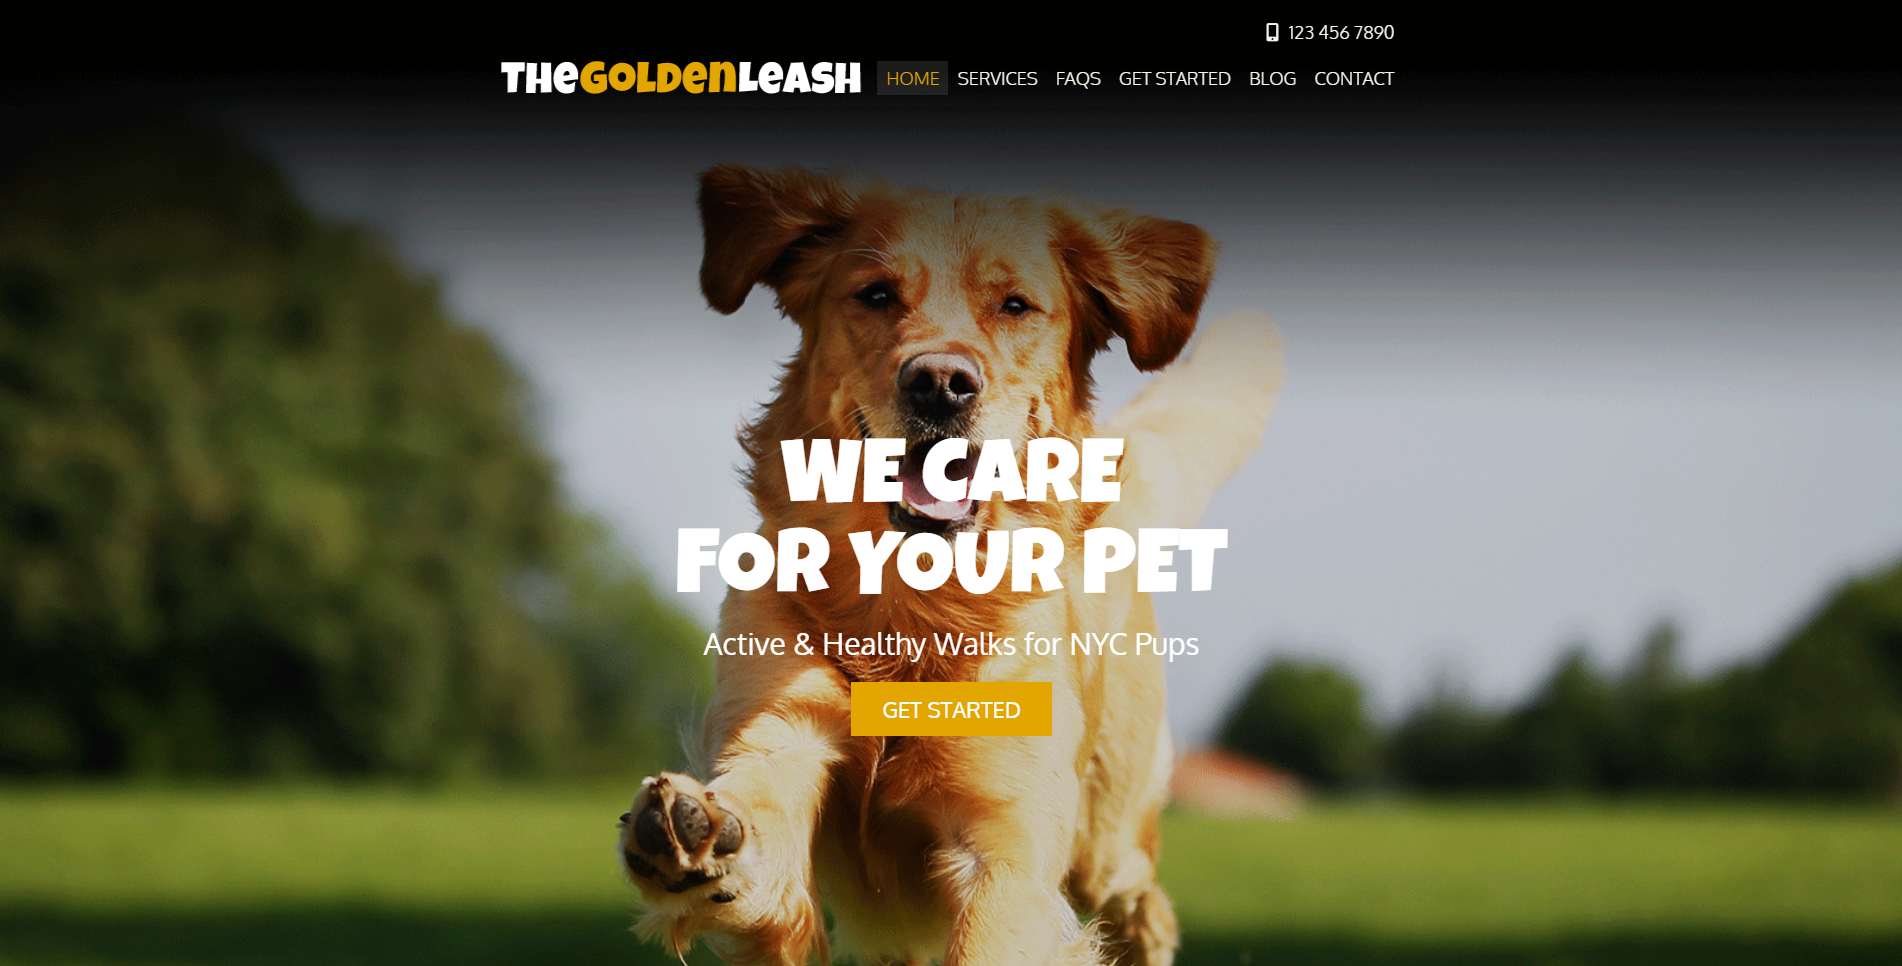 123 456 7890
THEGOLDENLEASH
HOME SERVICES FAQS GET STARTED BLOG CONTACT
WE CARE
FOR YOUR PET
Active & Healthy Walks for NYC Pups
GET STARTED